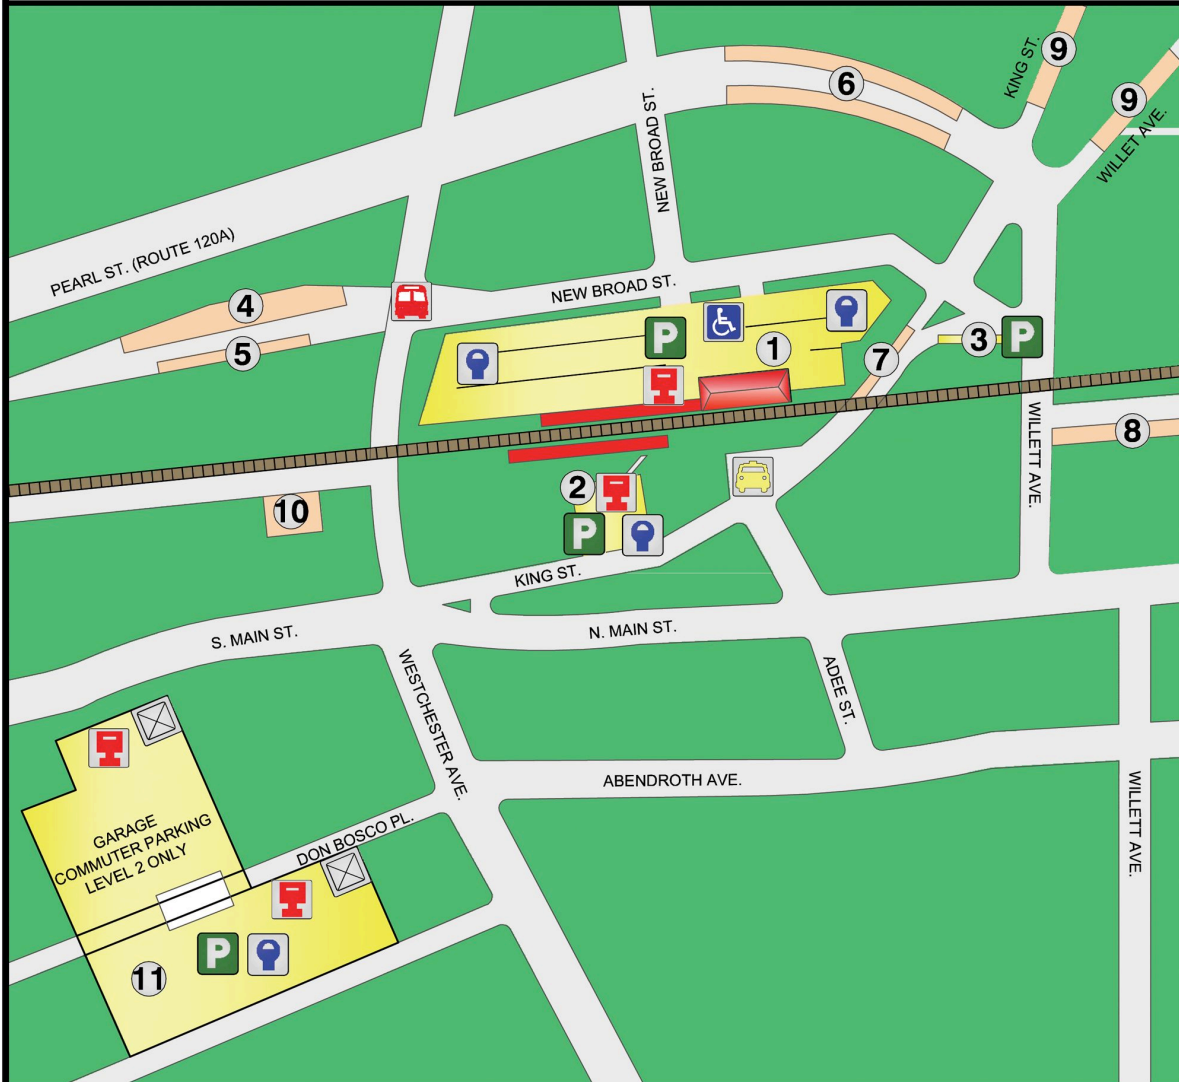 KING ST.
9
9
WILLET AVE.
6
NEW BROAD ST.
PEARL ST. (ROUTE 120A)
NEW BROAD ST.
4
5
P
1
7
3
P
WILLETT AVE.
8
2
10
P
KING ST.
S. MAIN ST.
N. MAIN ST.
WESTCHESTER AVE.
ADEE ST.
ABENDROTH AVE.
WILLETT AVE.
GARAGE
COMMUTER PARKING
LEVEL 2 ONLY
DON BOSCO PL.
P
11